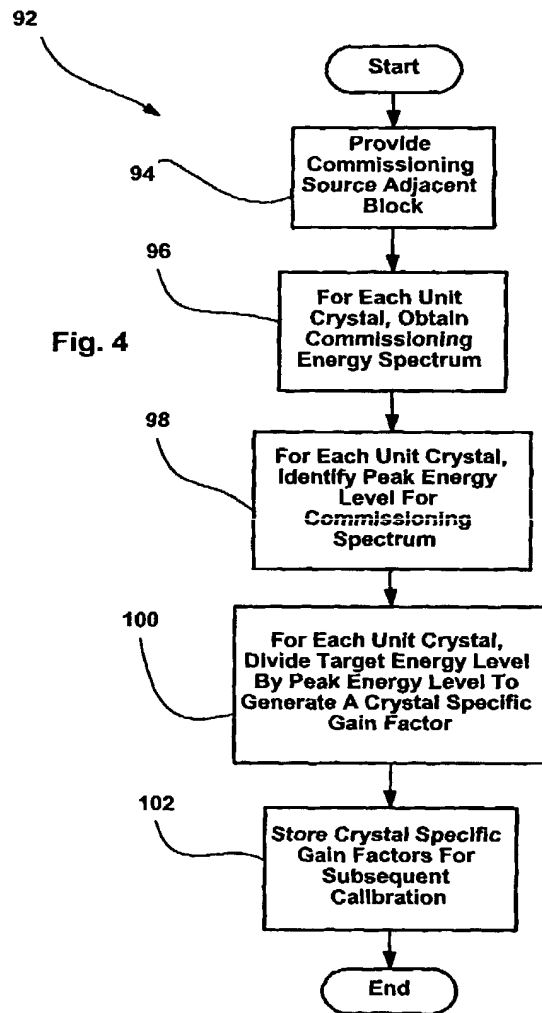 92
Start
Provide
Commissioning
Source Adjacent
Block
94
96
For Each Unit
Crystal, Obtain
Commissioning
Energy Spectrum
Fig. 4
98
For Each Unit Crystal,
Identify Peak Energy
Level For
Commissioning
Spectrum
100
For Each Unit Crystal,
Divide Target Energy Level
By Peak Energy Level To
Generate A Crystal Specific
Gain Factor
102
Store Crystal Specific
Gain Factors For
Subsequent
Calibration
End